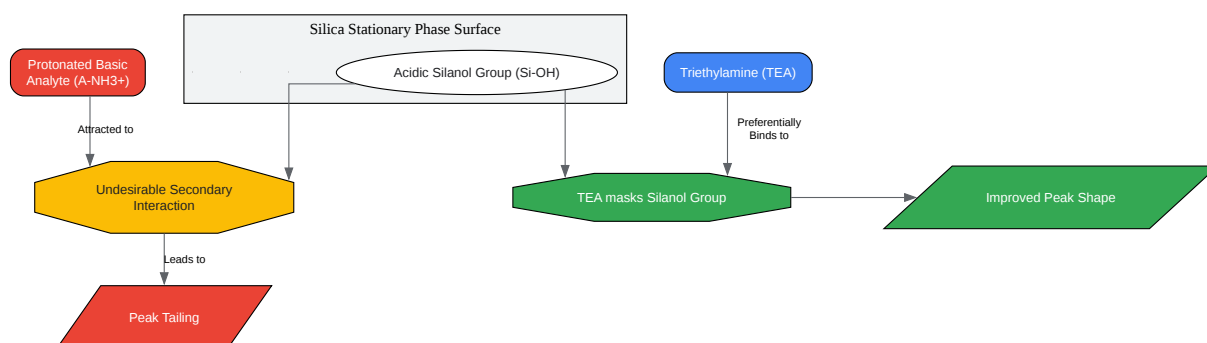 Silica Stationary Phase Surface
Protonated Basic
Analyte (A-NH3+)
Acidic Silanol Group (Si-OH)
Triethylamine (TEA)
Attracted to
Preferentially
Binds to
Undesirable Secondary
Interaction
TEA masks Silanol Group
Improved Peak Shape
Leads to
Peak Tailing